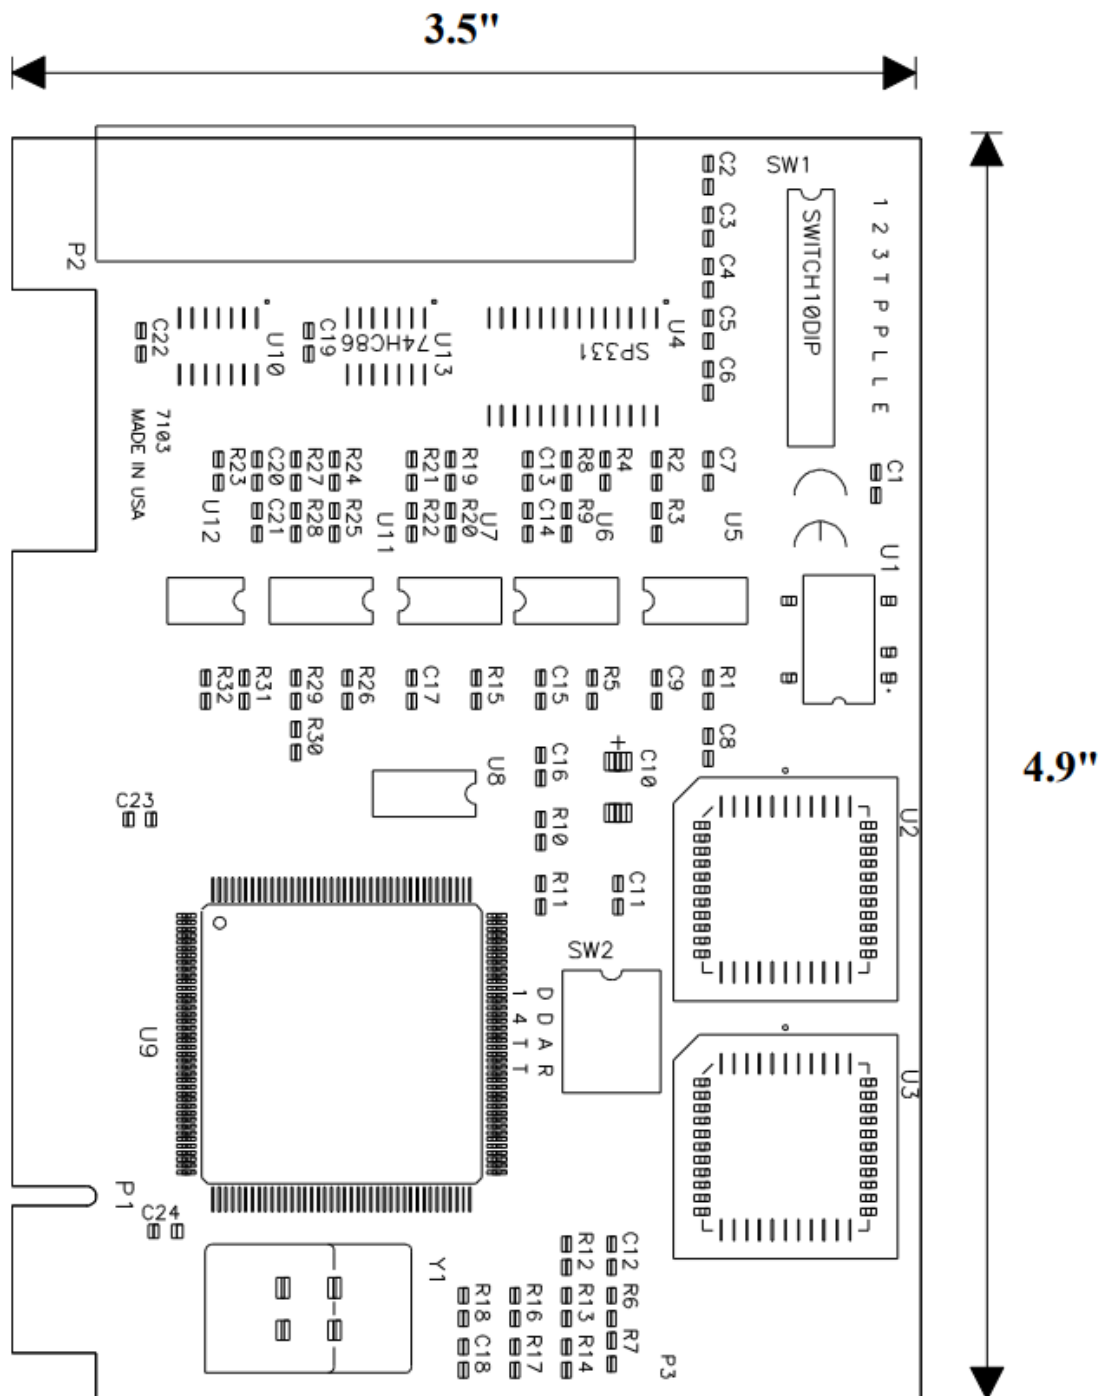 3.5"
4.9"
P2
C2
C3
C4
C5
C6
SW1
SWITCH10DIP
1 2 3 T P P L L E
C22
U10
C19
U13
74HC86
U4
SP331
7103
MADE IN USA
R23
C20
R27
R24
R21
R19
C13
R8
R4
R2
C7
C1
U12
C21
R28
R25
U11
R22
R20
U7
C14
R9
U6
R3
U5
U1
R32
R31
R29
R26
C17
R15
C15
R5
C9
R1
R30
U8
C16
+
C10
C8
C23
R10
U2
R11
C11
SW2
D D A R
1 4 T T
U9
U3
P1
C24
Y1
R12
C12
R18
R16
R13
R6
C18
R17
R14
R7
P3